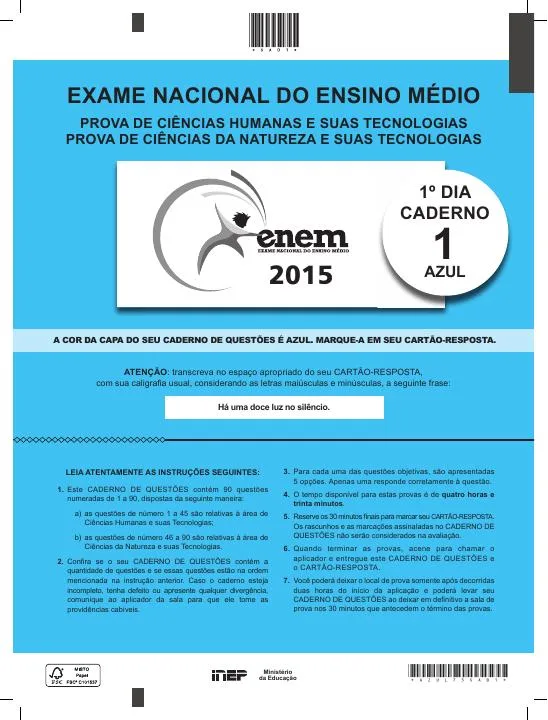 *SA01*
EXAME NACIONAL DO ENSINO MÉDIO
PROVA DE CIÊNCIAS HUMANAS E SUAS TECNOLOGIAS
PROVA DE CIÊNCIAS DA NATUREZA E SUAS TECNOLOGIAS
enem
EXAME NACIONAL DO ENSINO MÉDIO
2015
1º DIA
CADERNO
1
AZUL
A COR DA CAPA DO SEU CADERNO DE QUESTÕES É AZUL. MARQUE-A EM SEU CARTÃO-RESPOSTA.
ATENÇÃO: transcreva no espaço apropriado do seu CARTÃO-RESPOSTA,
com sua caligrafia usual, considerando as letras maiúsculas e minúsculas, a seguinte frase:
Há uma doce luz no silêncio.
LEIA ATENTAMENTE AS INSTRUÇÕES SEGUINTES:
1. Este CADERNO DE QUESTÕES contém 90 questões
numeradas de 1 a 90, dispostas da seguinte maneira:
a) as questões de número 1 a 45 são relativas à área de
Ciências Humanas e suas Tecnologias;
b) as questões de número 46 a 90 são relativas à área de
Ciências da Natureza e suas Tecnologias.
2. Confira se o seu CADERNO DE QUESTÕES contém a
quantidade de questões e se essas questões estão na ordem
mencionada na instrução anterior. Caso o caderno esteja
incompleto, tenha defeito ou apresente qualquer divergência,
comunique ao aplicador da sala para que ele tome as
providências cabíveis.
3. Para cada uma das questões objetivas, são apresentadas
5 opções. Apenas uma responde corretamente à questão.
4. O tempo disponível para estas provas é de quatro horas e
trinta minutos.
5. Reserve os 30 minutos finais para marcar seu CARTÃO-RESPOSTA.
Os rascunhos e as marcações assinaladas no CADERNO DE
QUESTÕES não serão considerados na avaliação.
6. Quando terminar as provas, acene para chamar o
aplicador e entregue este CADERNO DE QUESTÕES e
o CARTÃO-RESPOSTA.
7. Você poderá deixar o local de prova somente após decorridas
duas horas do início da aplicação e poderá levar seu
CADERNO DE QUESTÕES ao deixar em definitivo a sala de
prova nos 30 minutos que antecedem o término das provas.
FSC
MISTO
Papel
FSC® C101537
INEP
Ministério
da Educação